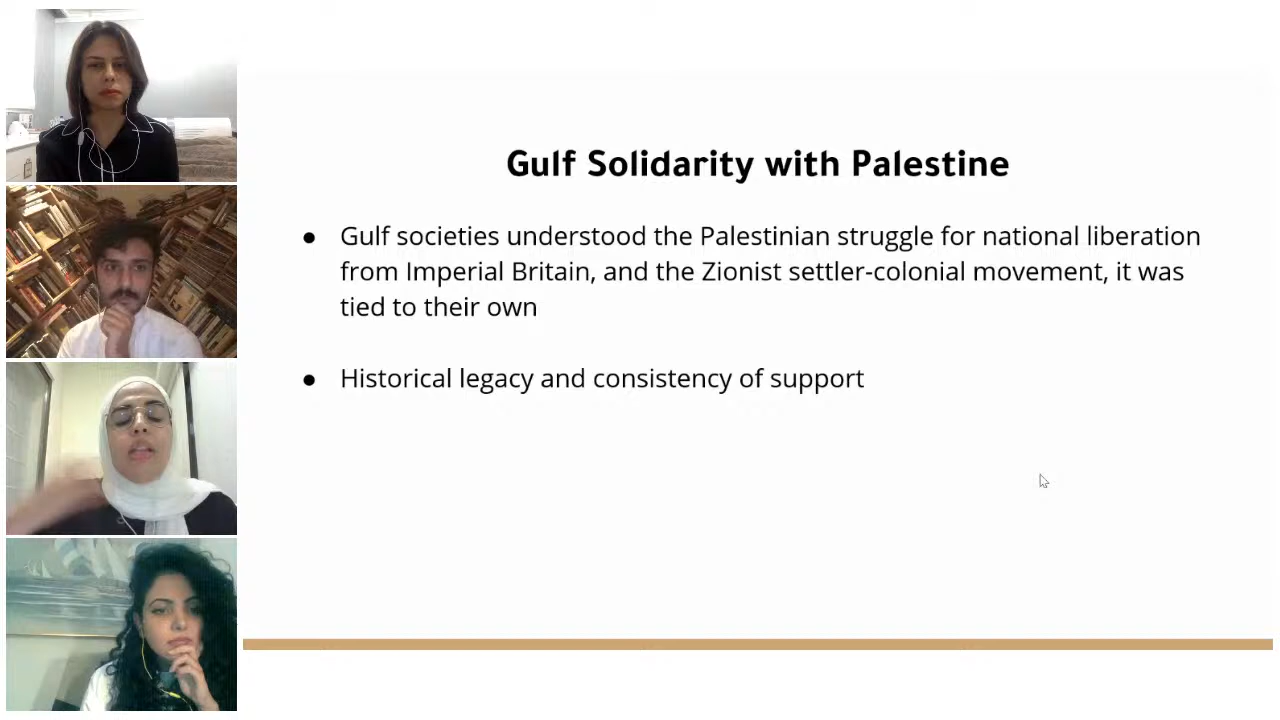 Gulf Solidarity with Palestine
● Gulf societies understood the Palestinian struggle for national liberation
from Imperial Britain, and the Zionist settler-colonial movement, it was
tied to their own
● Historical legacy and consistency of support